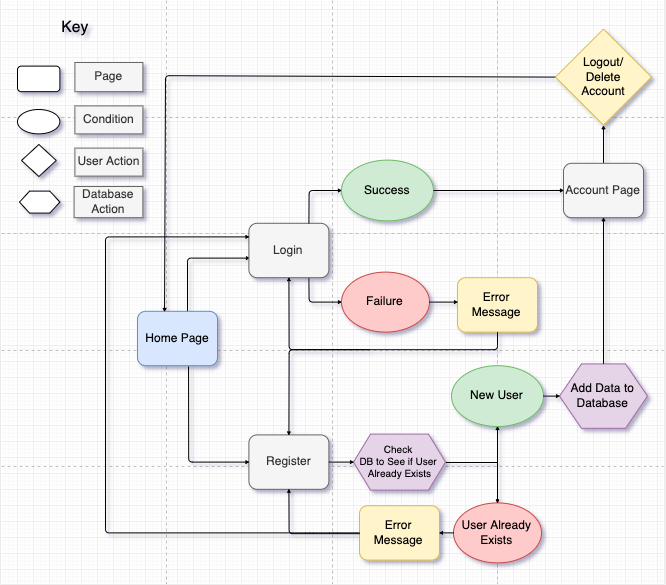 Key
Page
Condition
User Action
Database
Action
Logout/
Delete
Account
Success
Account Page
Login
Failure
Error
Message
Home Page
New User
Add Data to
Database
Register
Check
DB to See if User
Already Exists
Error
Message
User Already
Exists